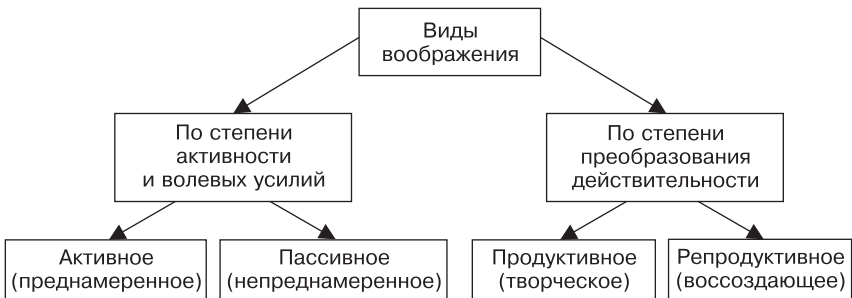 Виды
воображения
По степени
активности
и волевых усилий
По степени
преобразования
действительности
Активное
(преднамеренное)
Пассивное
(непреднамеренное)
Продуктивное
(творческое)
Репродуктивное
(воссоздающее)